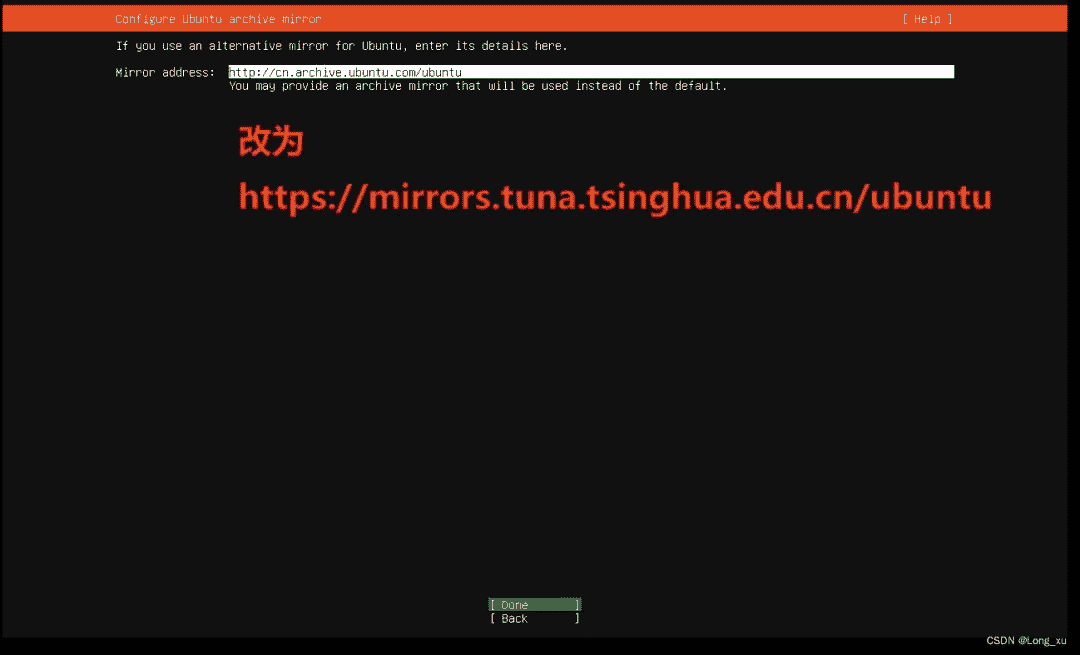 Configure Ubuntu archive mirror [ Help ]
If you use an alternative mirror for Ubuntu, enter its details here.
Mirror address: http://cn.archive.ubuntu.com/ubuntu
You may provide an archive mirror that will be used instead of the default.
改为
https://mirrors.tuna.tsinghua.edu.cn/ubuntu
[ Done ]
[ Back ]
CSDN @Long_xu